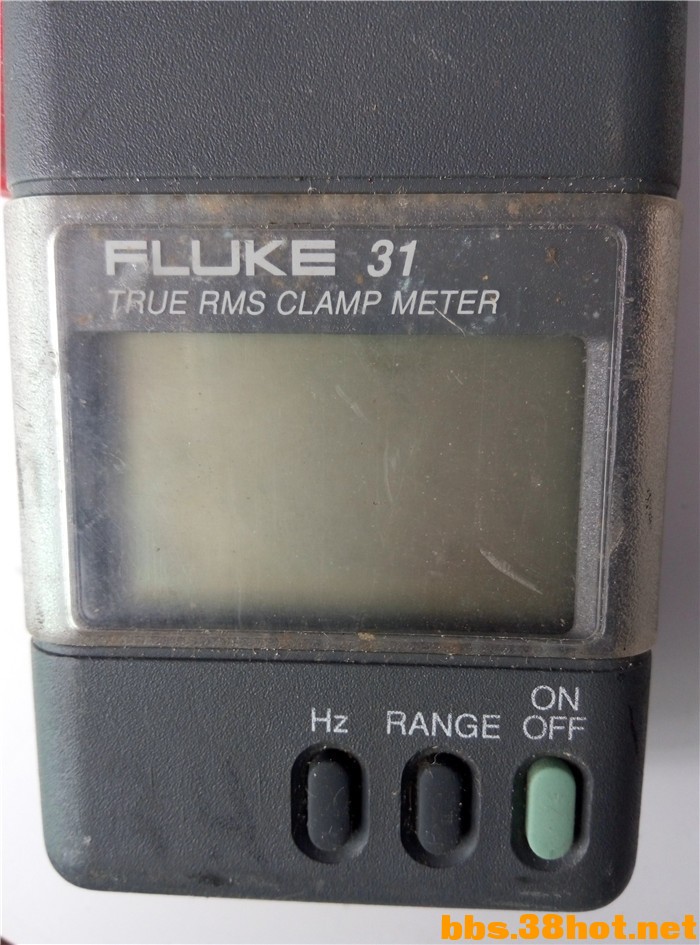 FLUKE 31
TRUE RMS CLAMP METER
Hz RANGE ON OFF
bbs.38hot.net